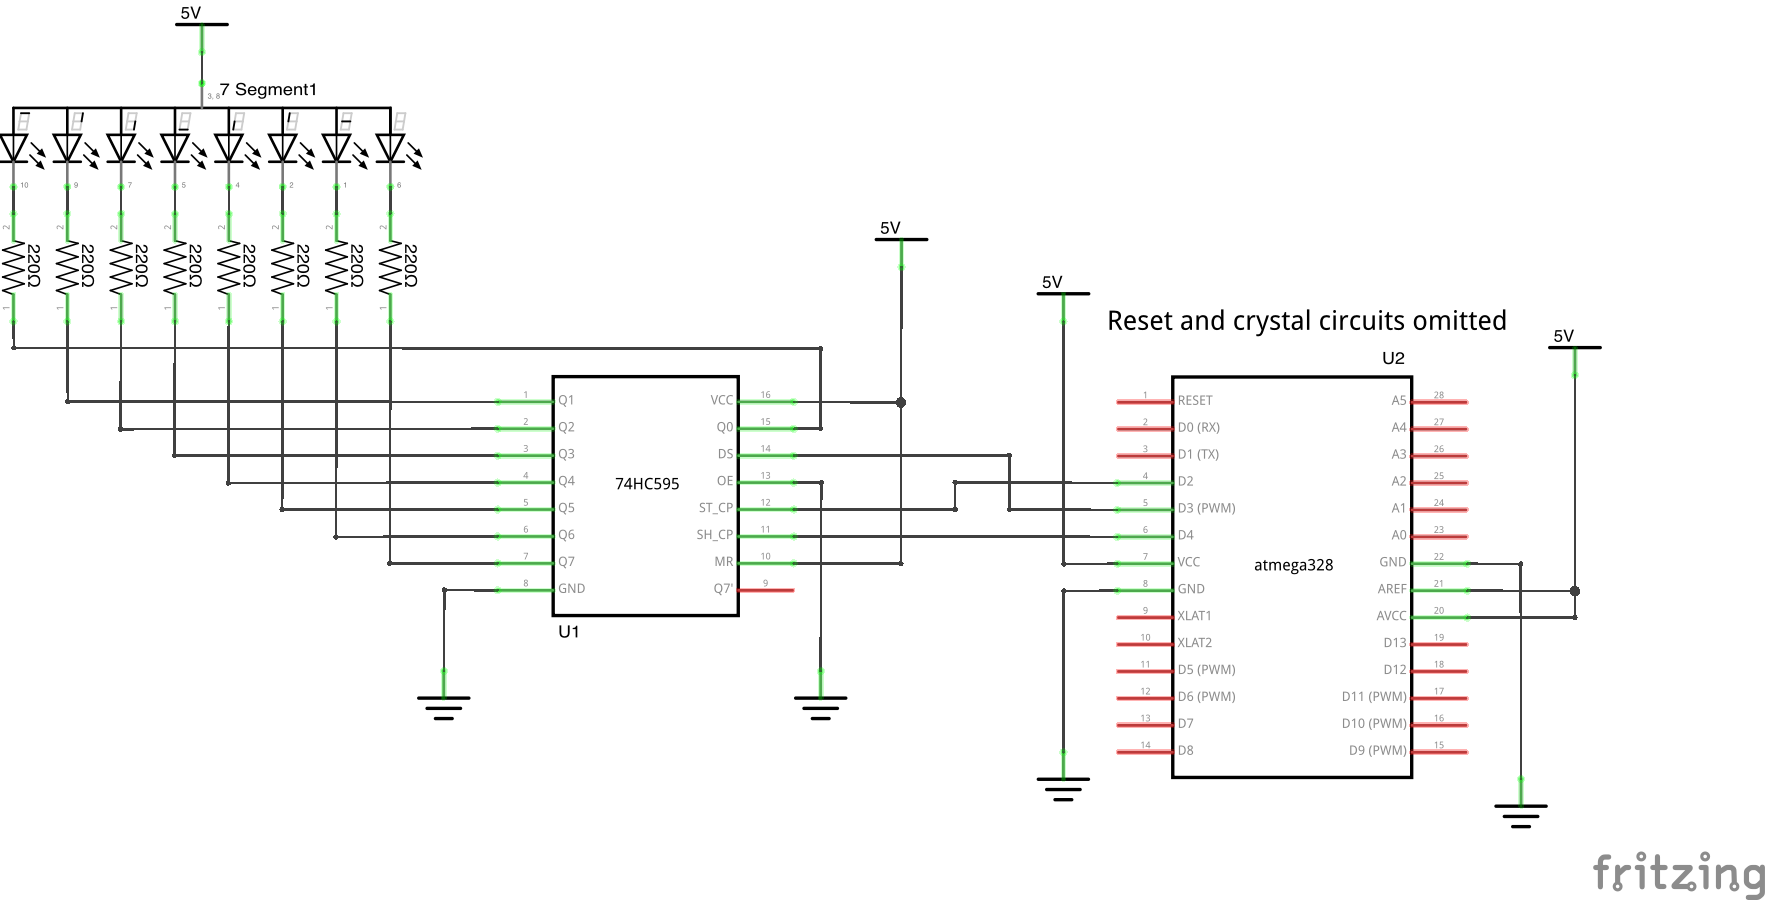 5V
3, 8
7 Segment1
10 9 7 5 4 2 1 6
2 2 2 2 2 2 2 2
220Ω 220Ω 220Ω 220Ω 220Ω 220Ω 220Ω 220Ω
1 1 1 1 1 1 1 1
5V
1 Q1
2 Q2
3 Q3
4 Q4
5 Q5
6 Q6
7 Q7
8 GND
74HC595
VCC 16
Q0 15
DS 14
OE 13
ST_CP 12
SH_CP 11
MR 10
Q7' 9
U1
5V
Reset and crystal circuits omitted
5V
U2
1 RESET
2 D0 (RX)
3 D1 (TX)
4 D2
5 D3 (PWM)
6 D4
7 VCC
8 GND
9 XLAT1
10 XLAT2
11 D5 (PWM)
12 D6 (PWM)
13 D7
14 D8
atmega328
A5 28
A4 27
A3 26
A2 25
A1 24
A0 23
GND 22
AREF 21
AVCC 20
D13 19
D12 18
D11 (PWM) 17
D10 (PWM) 16
D9 (PWM) 15
fritzing